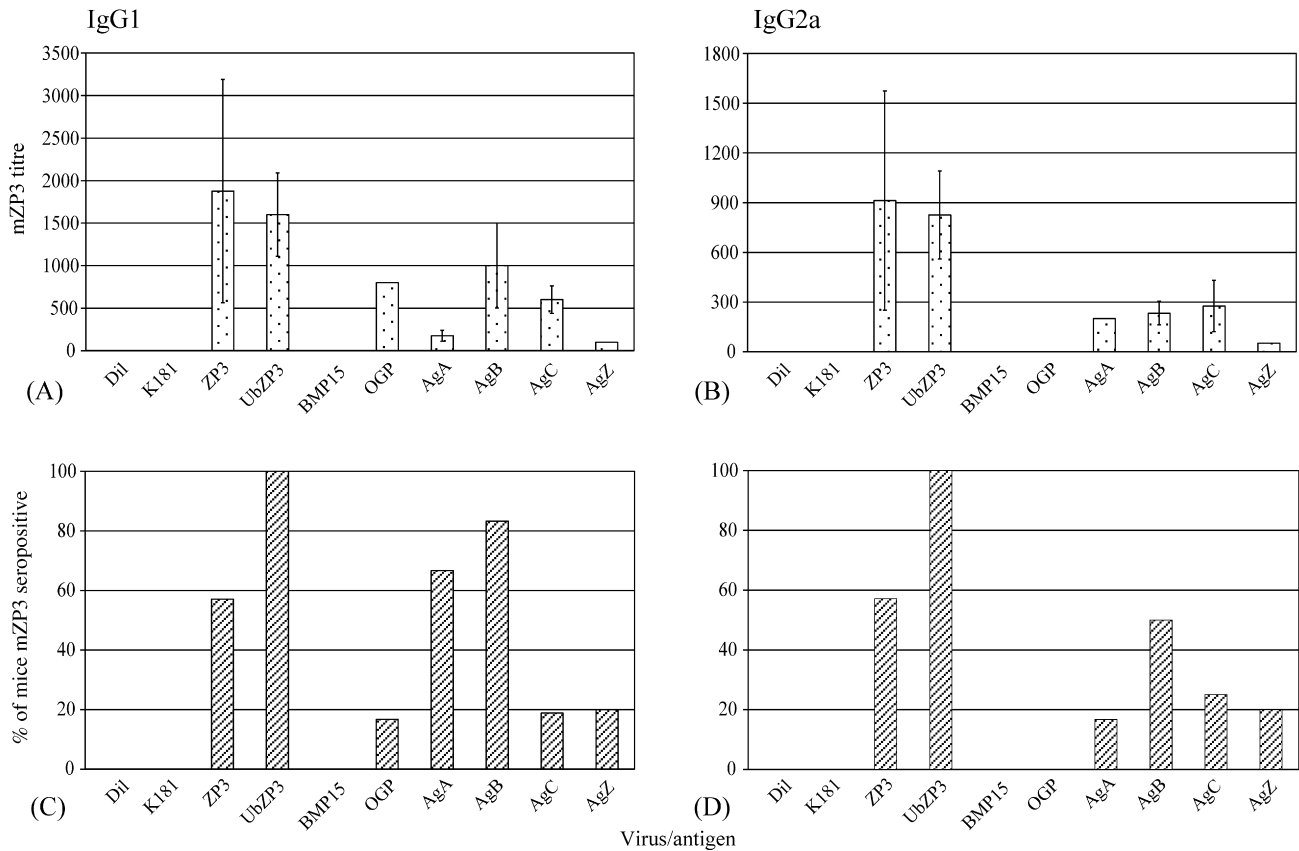 IgG1
IgG2a
mZP3 titre
3500
3000
2500
2000
1500
1000
500
0
Dil
K181
ZP3
UbZP3
BMP15
OGP
AgA
AgB
AgC
AgZ
(A)
1800
1500
1200
900
600
300
0
Dil
K181
ZP3
UbZP3
BMP15
OGP
AgA
AgB
AgC
AgZ
(B)
% of mice mZP3 seropositive
100
80
60
40
20
0
Dil
K181
ZP3
UbZP3
BMP15
OGP
AgA
AgB
AgC
AgZ
(C)
100
80
60
40
20
0
Dil
K181
ZP3
UbZP3
BMP15
OGP
AgA
AgB
AgC
AgZ
(D)
Virus/antigen